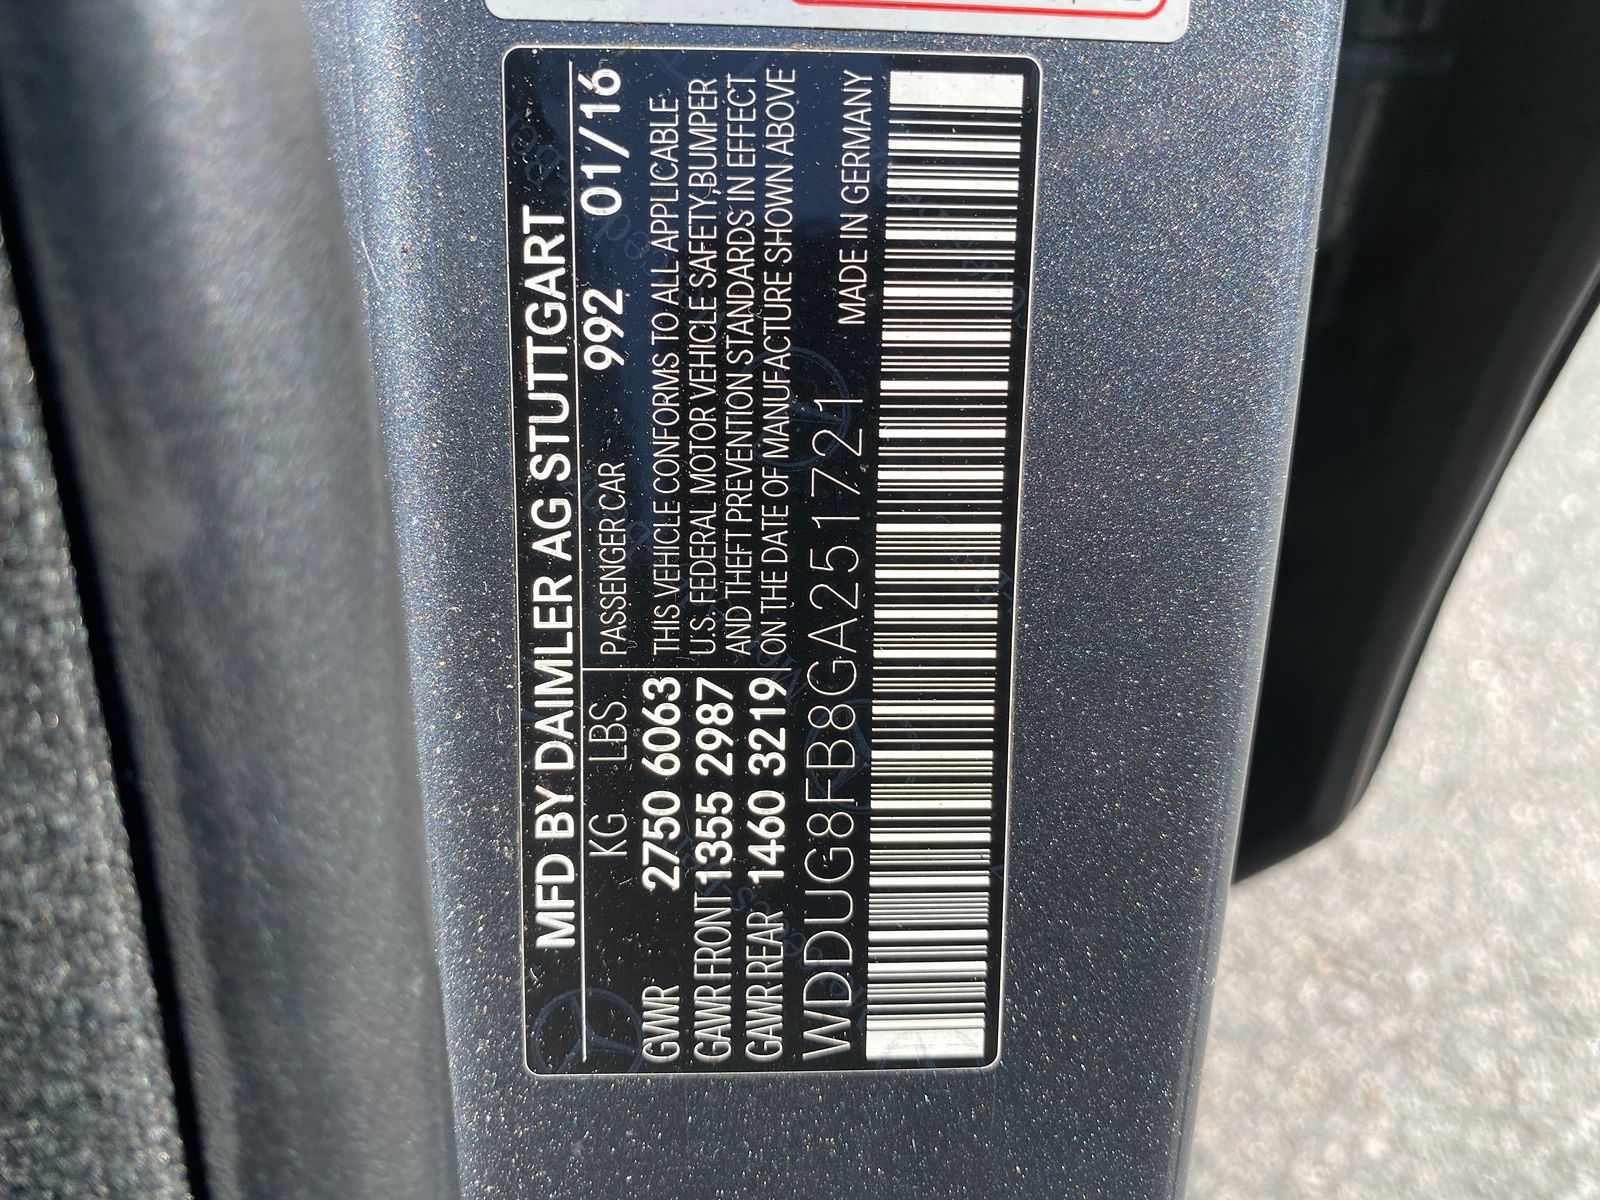 MFD BY DAIMLER AG STUTTGART
KG LBS PASSENGER CAR 992 01/16
GVWR 2750 6063 THIS VEHICLE CONFORMS TO ALL APPLICABLE
GAWR FRONT 1355 2987 U.S. FEDERAL MOTOR VEHICLE SAFETY,BUMPER
GAWR REAR 1460 3219 AND THEFT PREVENTION STANDARDS IN EFFECT
ON THE DATE OF MANUFACTURE SHOWN ABOVE
WDDUG8FB8GA251721 MADE IN GERMANY